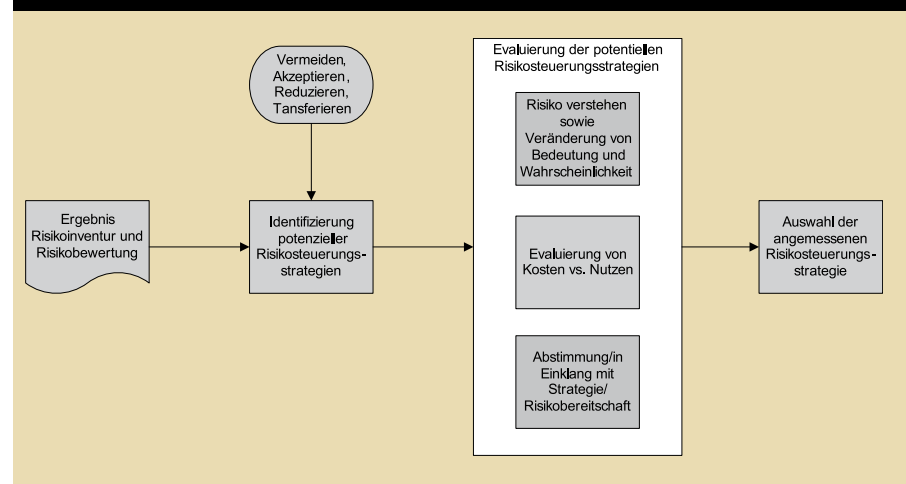 Vermeiden,
Akzeptieren,
Reduzieren,
Tansferieren
Ergebnis
Risikoinventur und
Risikobewertung
Identifizierung
potenzieller
Risikosteuerungs-
strategien
Evaluierung der potentiellen
Risikosteuerungsstrategien
Risiko verstehen
sowie
Veränderung von
Bedeutung und
Wahrscheinlichkeit
Evaluierung von
Kosten vs. Nutzen
Abstimmung/in
Einklang mit
Strategie/
Risikobereitschaft
Auswahl der
angemessenen
Risikosteuerungs-
strategie